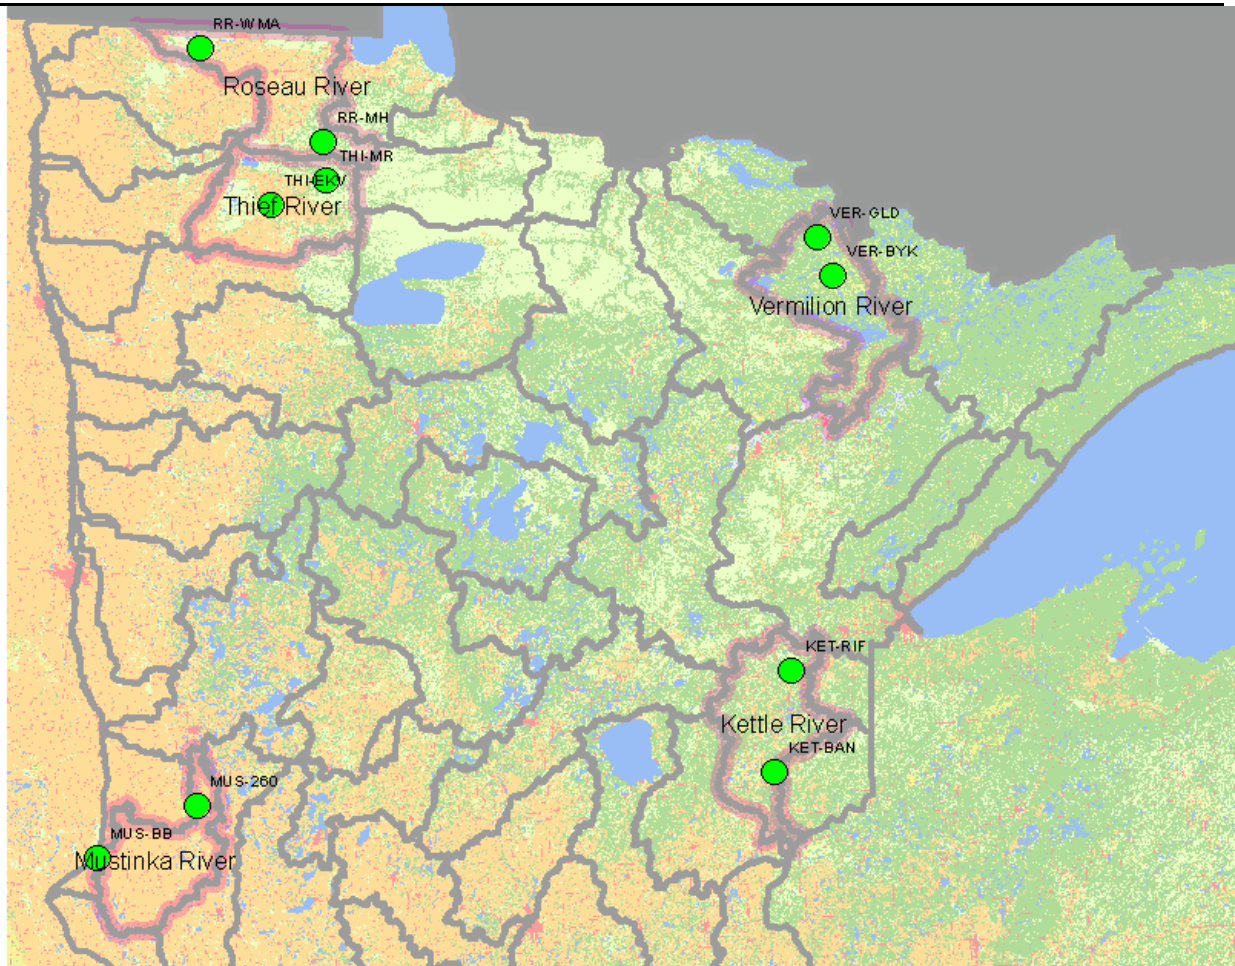 RR-WMA
Roseau River
RR-MH
THI-MR
THI-EKV
Thief River
VER-GLD
VER-BYK
Vermilion River
KET-RIF
Kettle River
KET-BAN
MUS-260
MUS-BB
Mustinka River